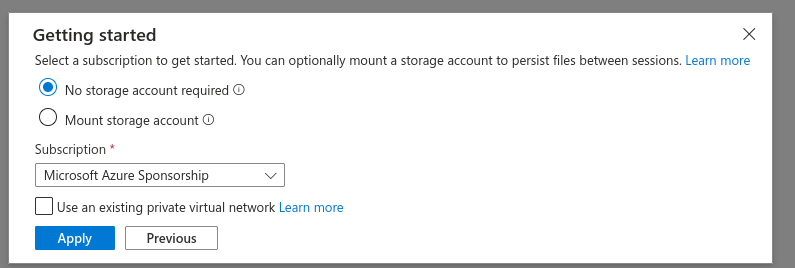 Getting started
Select a subscription to get started. You can optionally mount a storage account to persist files between sessions. Learn more
No storage account required
Mount storage account
Subscription *
Microsoft Azure Sponsorship
Use an existing private virtual network Learn more
Apply Previous